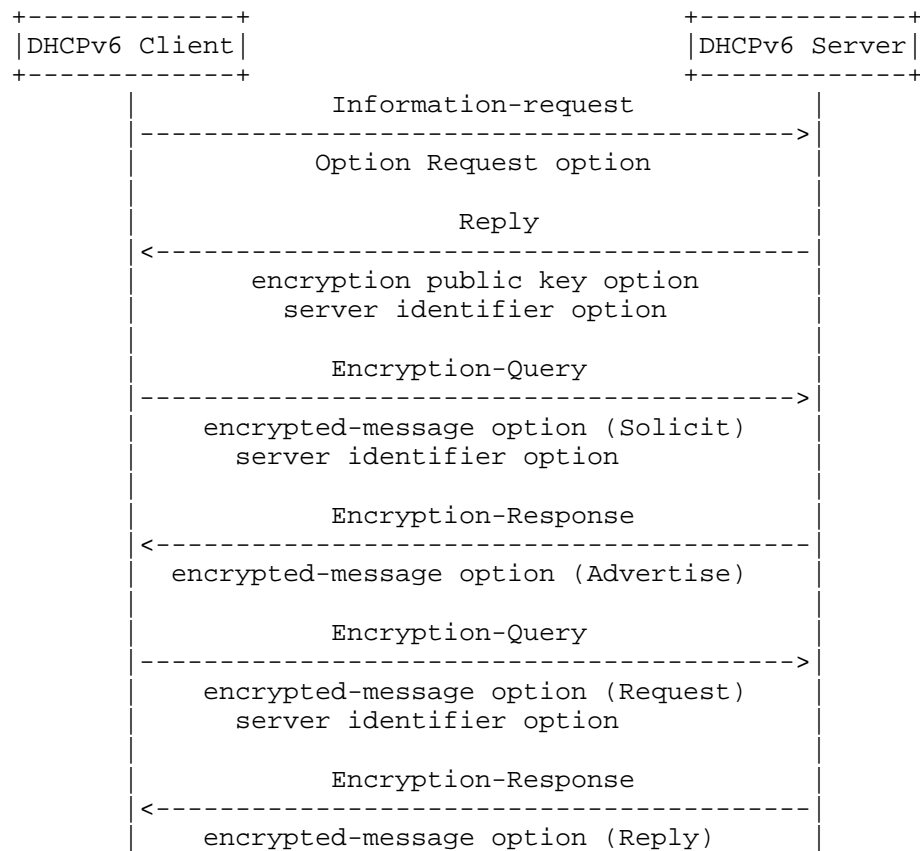 DHCPv6 Client DHCPv6 Server
Information-request
Option Request option
Reply
encryption public key option
server identifier option
Encryption-Query
encrypted-message option (Solicit)
server identifier option
Encryption-Response
encrypted-message option (Advertise)
Encryption-Query
encrypted-message option (Request)
server identifier option
Encryption-Response
encrypted-message option (Reply)